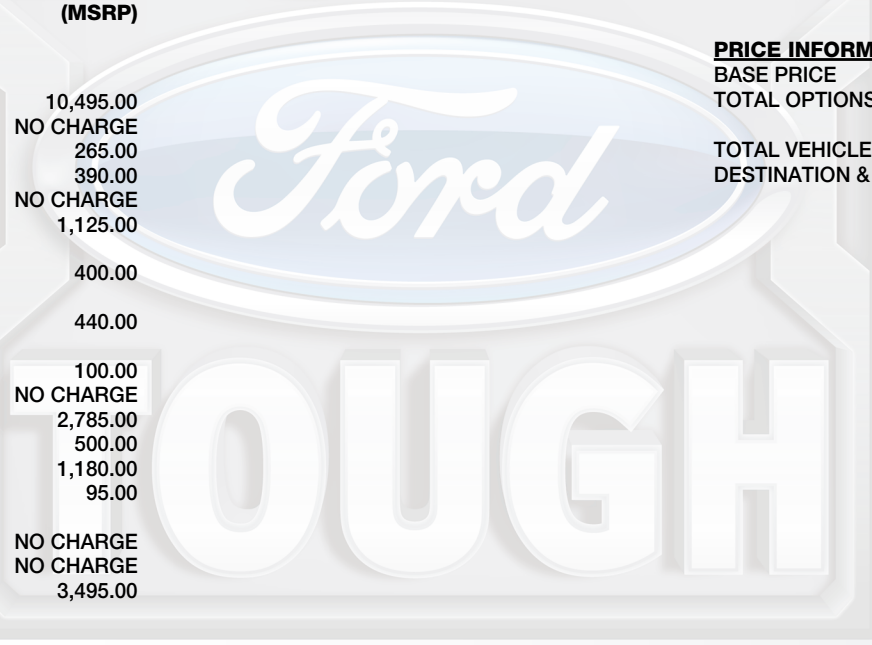 (MSRP)
10,495.00
NO CHARGE
265.00
390.00
NO CHARGE
1,125.00
400.00
440.00
100.00
NO CHARGE
2,785.00
500.00
1,180.00
95.00
NO CHARGE
NO CHARGE
3,495.00
PRICE INFORM
BASE PRICE
TOTAL OPTIONS
TOTAL VEHICLE
DESTINATION &
Ford
TOUGH